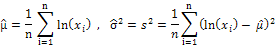 μ̂ = 1/n ∑_{i=1}^{n} ln(x_i) , σ̂² = s² = 1/n ∑_{i=1}^{n} (ln(x_i) − μ̂)²